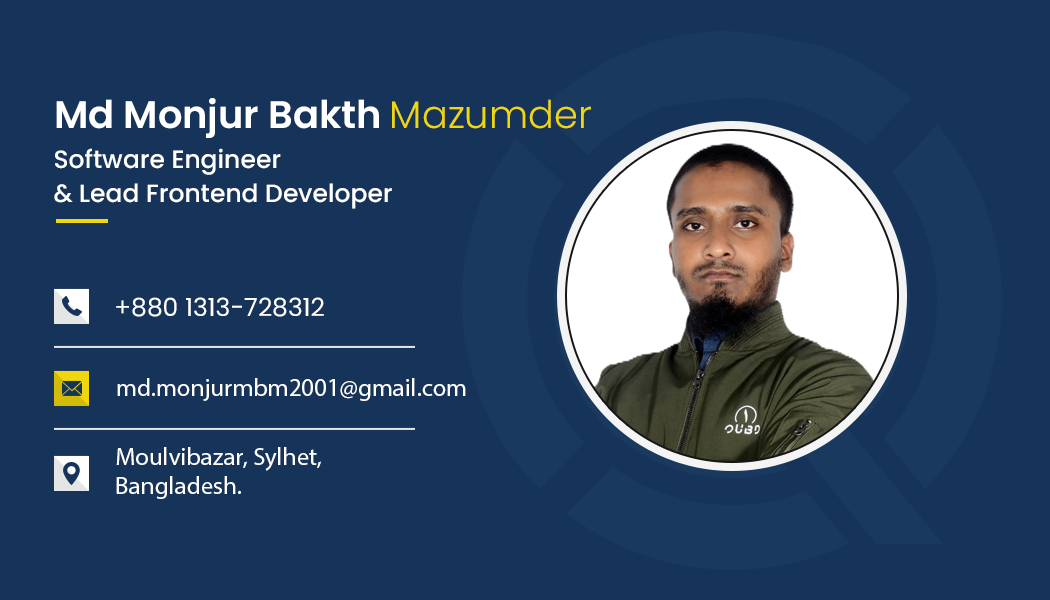 Md Monjur Bakth Mazumder
Software Engineer
& Lead Frontend Developer
+880 1313-728312
md.monjurmbm2001@gmail.com
Moulvibazar, Sylhet,
Bangladesh.